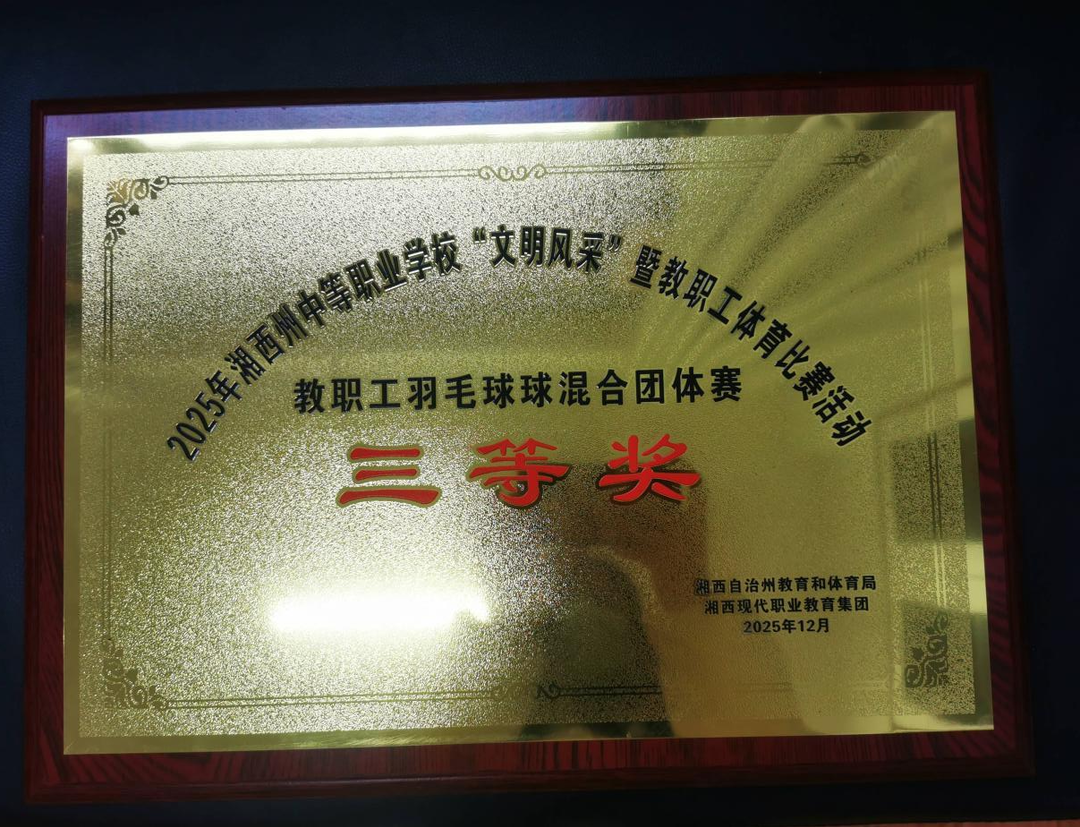 2025年湘西州中等职业学校“文明风采”暨教职工体育比赛活动
教职工羽毛球球混合团体赛
三等奖
湘西自治州教育和体育局
湘西现代职业教育集团
2025年12月